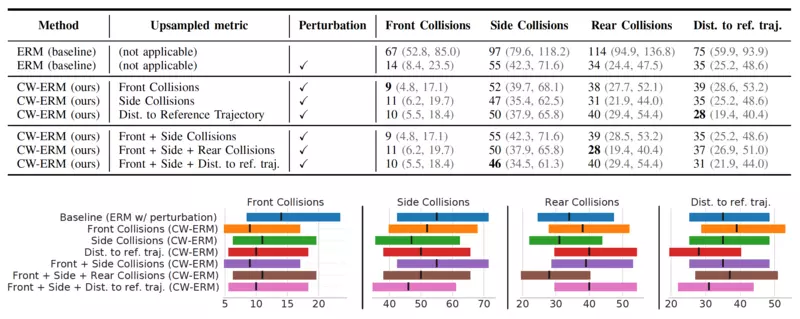 Method Upsampled metric Perturbation Front Collisions Side Collisions Rear Collisions Dist. to ref. traj.
ERM (baseline) (not applicable) 67 (52.8, 85.0) 97 (79.6, 118.2) 114 (94.9, 136.8) 75 (59.9, 93.9)
ERM (baseline) (not applicable) ✓ 14 (8.4, 23.5) 55 (42.3, 71.6) 34 (24.4, 47.5) 35 (25.2, 48.6)
CW-ERM (ours) Front Collisions ✓ 9 (4.8, 17.1) 52 (39.7, 68.1) 38 (27.7, 52.1) 39 (28.6, 53.2)
CW-ERM (ours) Side Collisions ✓ 11 (6.2, 19.7) 47 (35.4, 62.5) 31 (21.9, 44.0) 35 (25.2, 48.6)
CW-ERM (ours) Dist. to Reference Trajectory ✓ 10 (5.5, 18.4) 50 (37.9, 65.8) 40 (29.4, 54.4) 28 (19.4, 40.4)
CW-ERM (ours) Front + Side Collisions ✓ 9 (4.8, 17.1) 55 (42.3, 71.6) 39 (28.5, 53.2) 35 (25.2, 48.6)
CW-ERM (ours) Front + Side + Rear Collisions ✓ 11 (6.2, 19.7) 50 (37.9, 65.8) 28 (19.4, 40.4) 37 (26.9, 51.0)
CW-ERM (ours) Front + Side + Dist. to ref. traj. ✓ 10 (5.5, 18.4) 46 (34.5, 61.3) 40 (29.4, 54.4) 31 (21.9, 44.0)
Front Collisions Side Collisions Rear Collisions Dist. to ref. traj.
Baseline (ERM w/ perturbation)
Front Collisions (CW-ERM)
Side Collisions (CW-ERM)
Dist. to ref. traj. (CW-ERM)
Front + Side Collisions (CW-ERM)
Front + Side + Rear Collisions (CW-ERM)
Front + Side + Dist. to ref. traj. (CW-ERM)
5 10 15 20 40 50 60 70 20 30 40 50 20 30 40 50